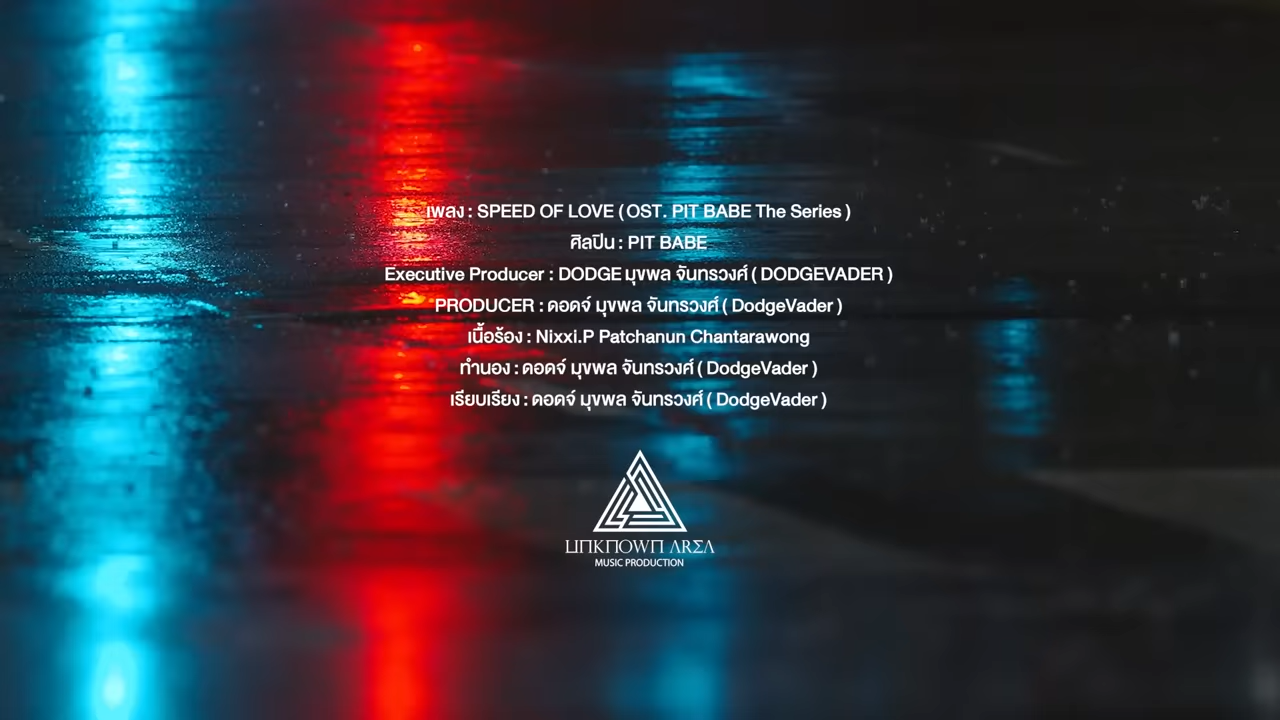 เพลง : SPEED OF LOVE ( OST. PIT BABE The Series )
ศิลปิน : PIT BABE
Executive Producer : DODGE มุขพล จันทรวงศ์ ( DODGEVADER )
PRODUCER : ดอดจ์ มุขพล จันทรวงศ์ ( DodgeVader )
เนื้อร้อง : Nixxi.P Patchanun Chantarawong
ทำนอง : ดอดจ์ มุขพล จันทรวงศ์ ( DodgeVader )
เรียบเรียง : ดอดจ์ มุขพล จันทรวงศ์ ( DodgeVader )
UNKNOWN AREA
MUSIC PRODUCTION